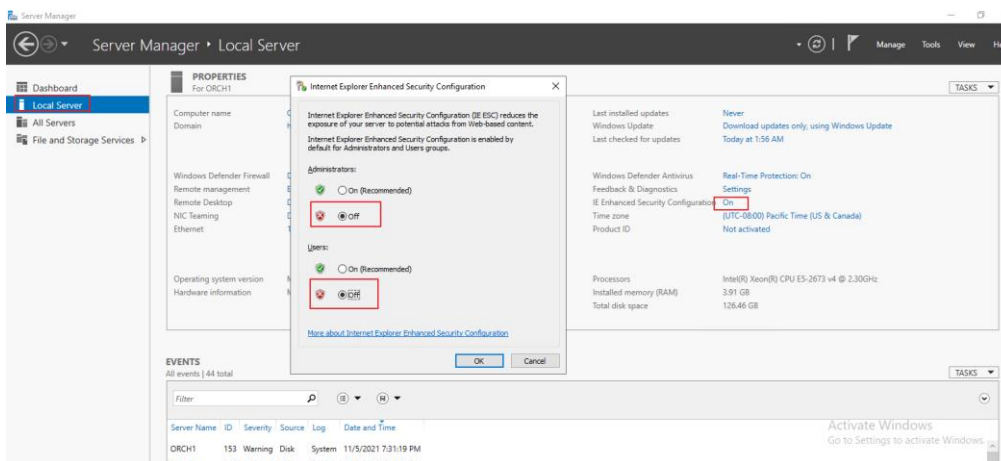 Server Manager
Server Manager • Local Server
Manage Tools View
Dashboard
Local Server
All Servers
File and Storage Services
PROPERTIES
For ORCH1
TASKS
Computer name
Domain
Windows Defender Firewall
Remote management
Remote Desktop
NIC Teaming
Ethernet
Operating system version
Hardware information
Internet Explorer Enhanced Security Configuration
Internet Explorer Enhanced Security Configuration (IE ESC) reduces the
exposure of your server to potential attacks from Web-based content.
Internet Explorer Enhanced Security Configuration is enabled by
default for Administrators and Users groups.
Administrators:
On (Recommended)
Off
Users:
On (Recommended)
Off
More about Internet Explorer Enhanced Security Configuration
OK Cancel
Last installed updates Never
Windows Update Download updates only, using Windows Update
Last checked for updates Today at 1:56 AM
Windows Defender Antivirus Real-Time Protection: On
Feedback & Diagnostics Settings
IE Enhanced Security Configuration On
Time zone (UTC-08:00) Pacific Time (US & Canada)
Product ID Not activated
Processors Intel(R) Xeon(R) CPU E5-2673 v4 @ 2.30GHz
Installed memory (RAM) 3.91 GB
Total disk space 126.46 GB
EVENTS
All events | 44 total
TASKS
Filter
Server Name ID Severity Source Log Date and Time
ORCH1 153 Warning Disk System 11/5/2021 7:31:19 PM
Activate Windows
Go to Settings to activate Windows.